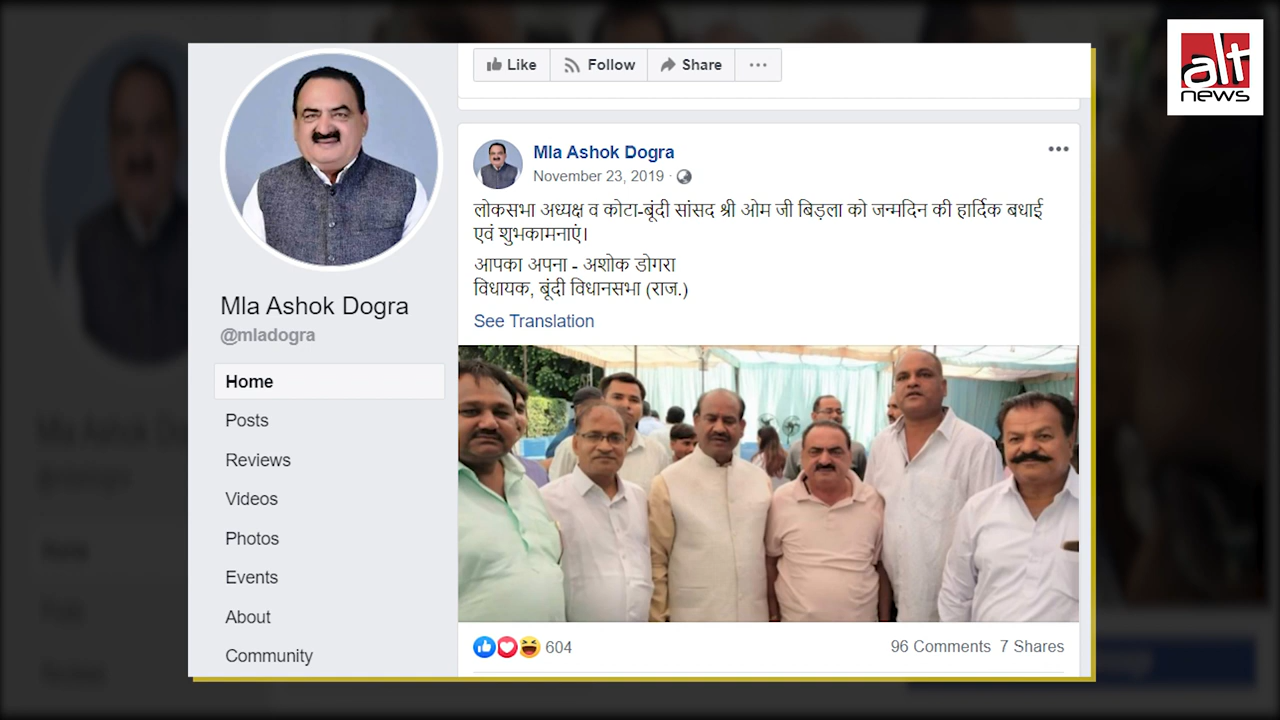 alt
news
Like
Follow
Share
Mla Ashok Dogra
November 23, 2019
लोकसभा अध्यक्ष व कोटा-बूंदी सांसद श्री ओम जी बिड़ला को जन्मदिन की हार्दिक बधाई
एवं शुभकामनाएं।
आपका अपना - अशोक डोगरा
विधायक, बूंदी विधानसभा (राज.)
See Translation
604
96 Comments 7 Shares
Mla Ashok Dogra
@mladogra
Home
Posts
Reviews
Videos
Photos
Events
About
Community